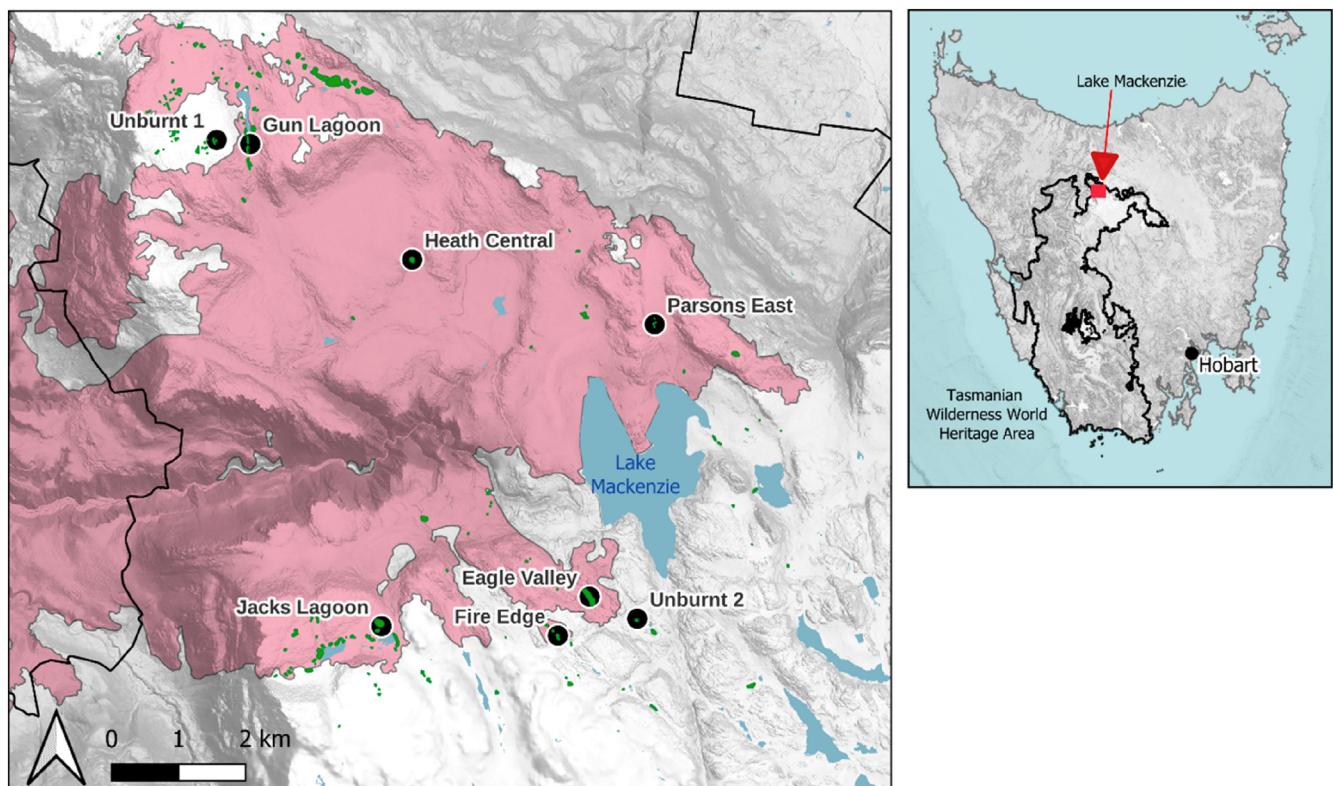 Unburnt 1
Gun Lagoon
Heath Central
Parsons East
Lake
Mackenzie
Eagle Valley
Jacks Lagoon
Fire Edge
Unburnt 2
0 1 2 km
Lake Mackenzie
Hobart
Tasmanian
Wilderness World
Heritage Area